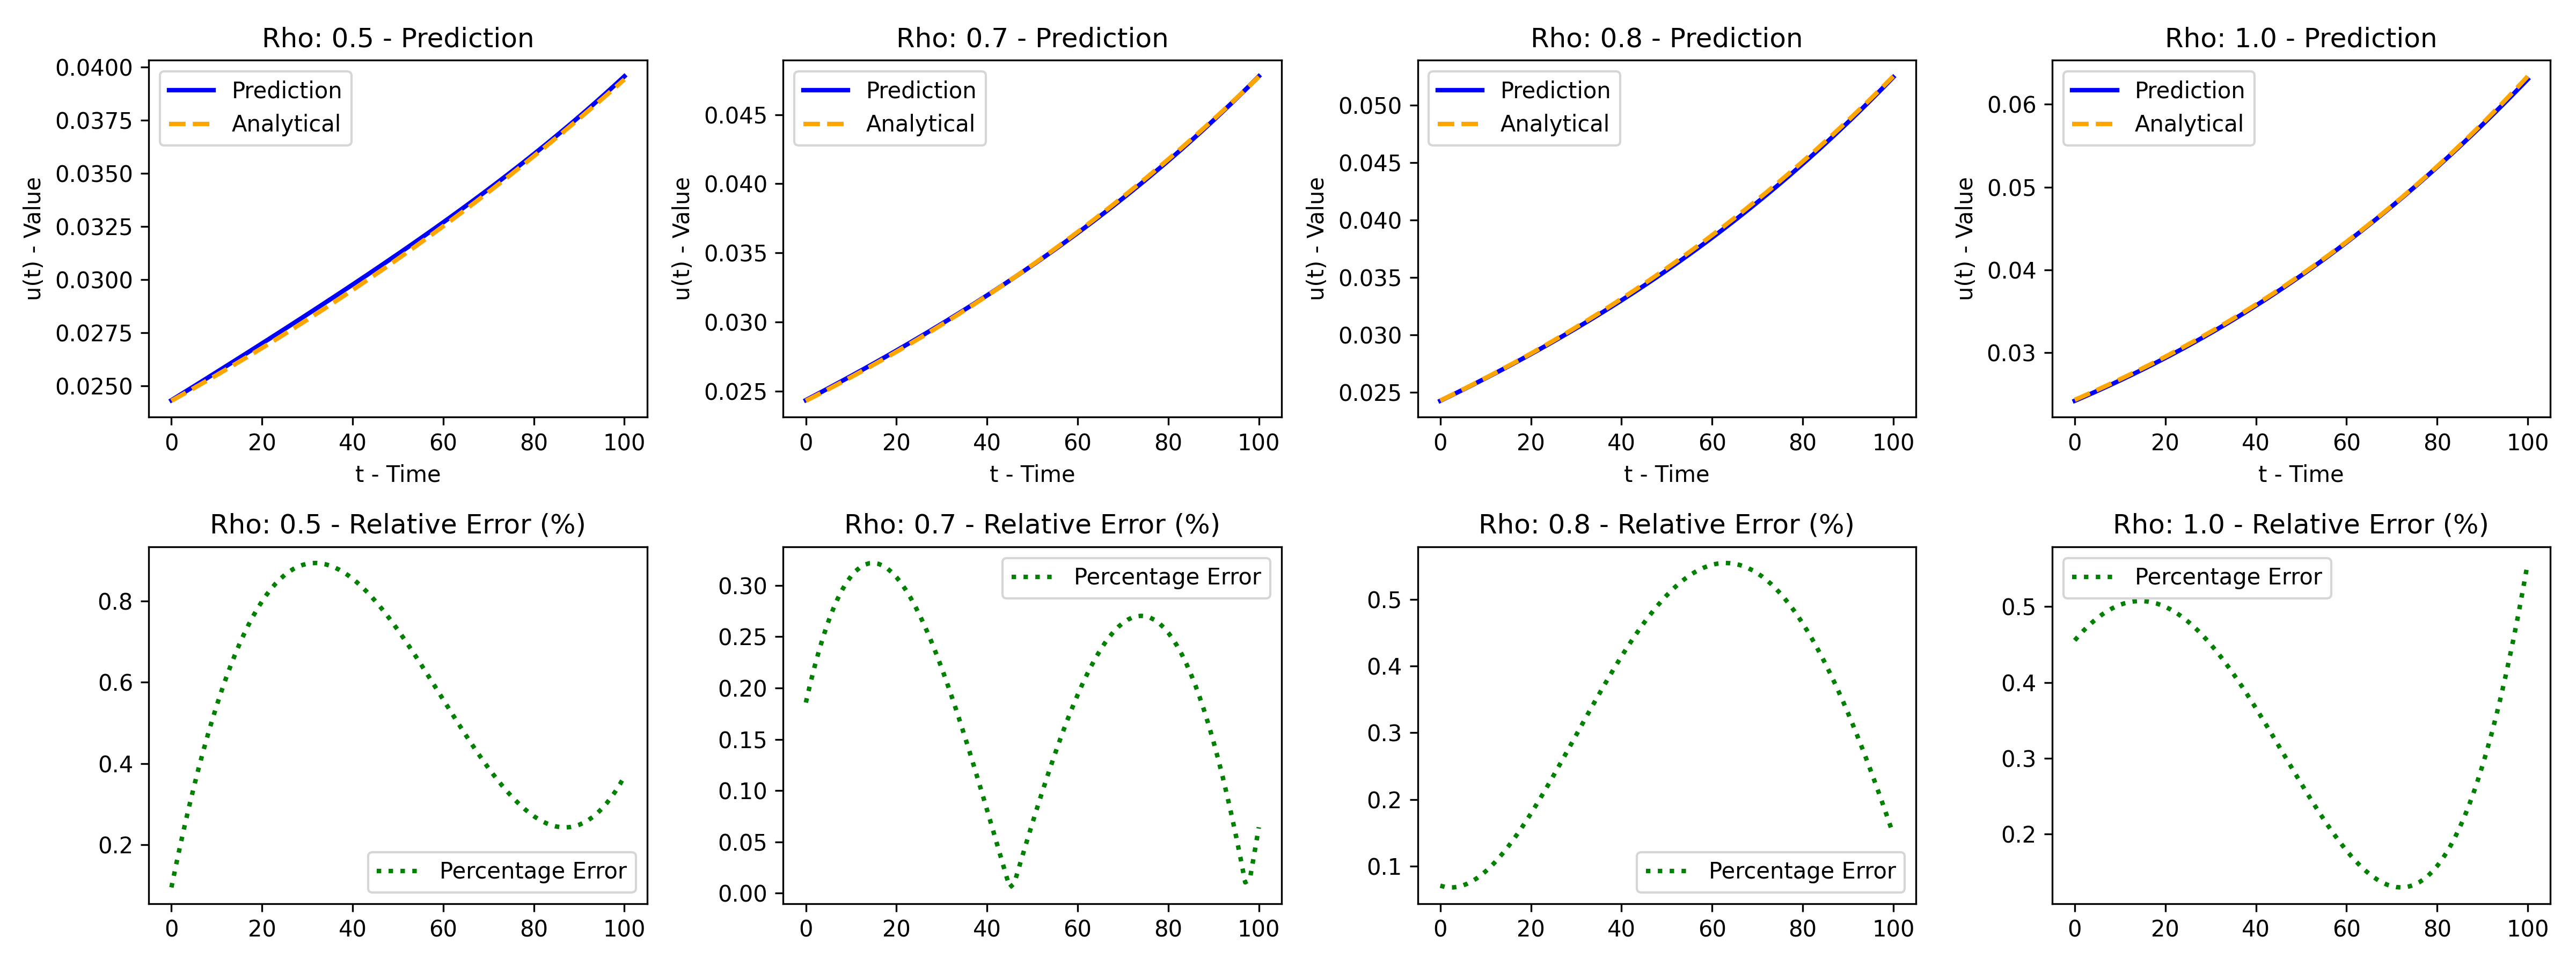 Rho: 0.5 - Prediction
u(t) - Value
0.0400
0.0375
0.0350
0.0325
0.0300
0.0275
0.0250
Prediction
Analytical
0 20 40 60 80 100
t - Time
Rho: 0.7 - Prediction
u(t) - Value
0.045
0.040
0.035
0.030
0.025
Prediction
Analytical
0 20 40 60 80 100
t - Time
Rho: 0.8 - Prediction
u(t) - Value
0.050
0.045
0.040
0.035
0.030
0.025
Prediction
Analytical
0 20 40 60 80 100
t - Time
Rho: 1.0 - Prediction
u(t) - Value
0.06
0.05
0.04
0.03
Prediction
Analytical
0 20 40 60 80 100
t - Time
Rho: 0.5 - Relative Error (%)
0.8
0.6
0.4
0.2
Percentage Error
0 20 40 60 80 100
Rho: 0.7 - Relative Error (%)
0.30
0.25
0.20
0.15
0.10
0.05
0.00
Percentage Error
0 20 40 60 80 100
Rho: 0.8 - Relative Error (%)
0.5
0.4
0.3
0.2
0.1
Percentage Error
0 20 40 60 80 100
Rho: 1.0 - Relative Error (%)
0.5
0.4
0.3
0.2
Percentage Error
0 20 40 60 80 100